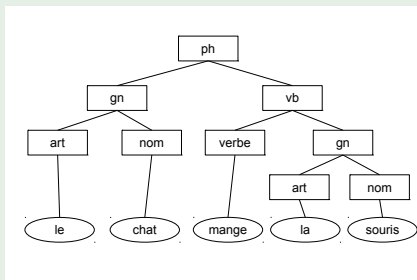 ph
gn vb
art nom verbe gn
art nom
le chat mange la souris